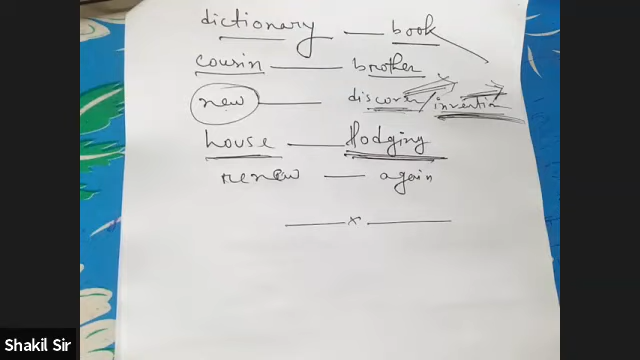 dictionary — book
cousin — brother
new — discover / invention
house — lodging
renew — again
— x —
Shakil Sir